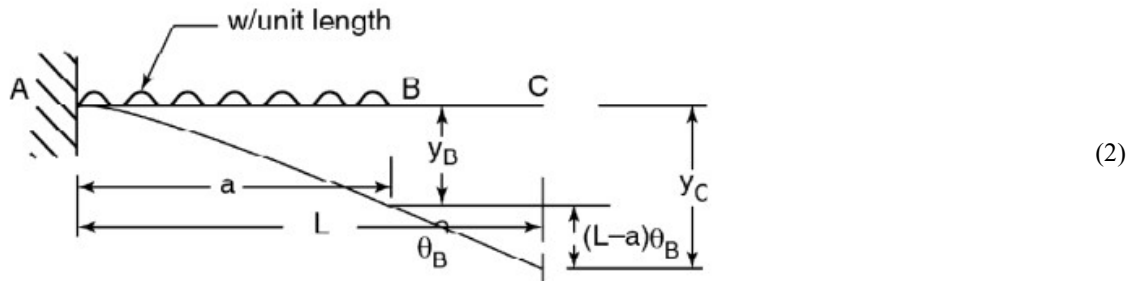 w/unit length
A
B
C
y_B
y_C
a
L
θ_B
(L–a)θ_B
(2)